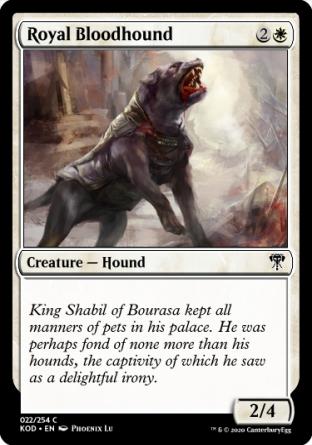 Royal Bloodhound 2
Creature — Hound
King Shabil of Bourasa kept all
manners of pets in his palace. He was
perhaps fond of none more than his
hounds, the captivity of which he saw
as a delightful irony.
2/4
022/254 C
KOD • EN Phoenix Lu
™ & © 2020 CanterburyEgg